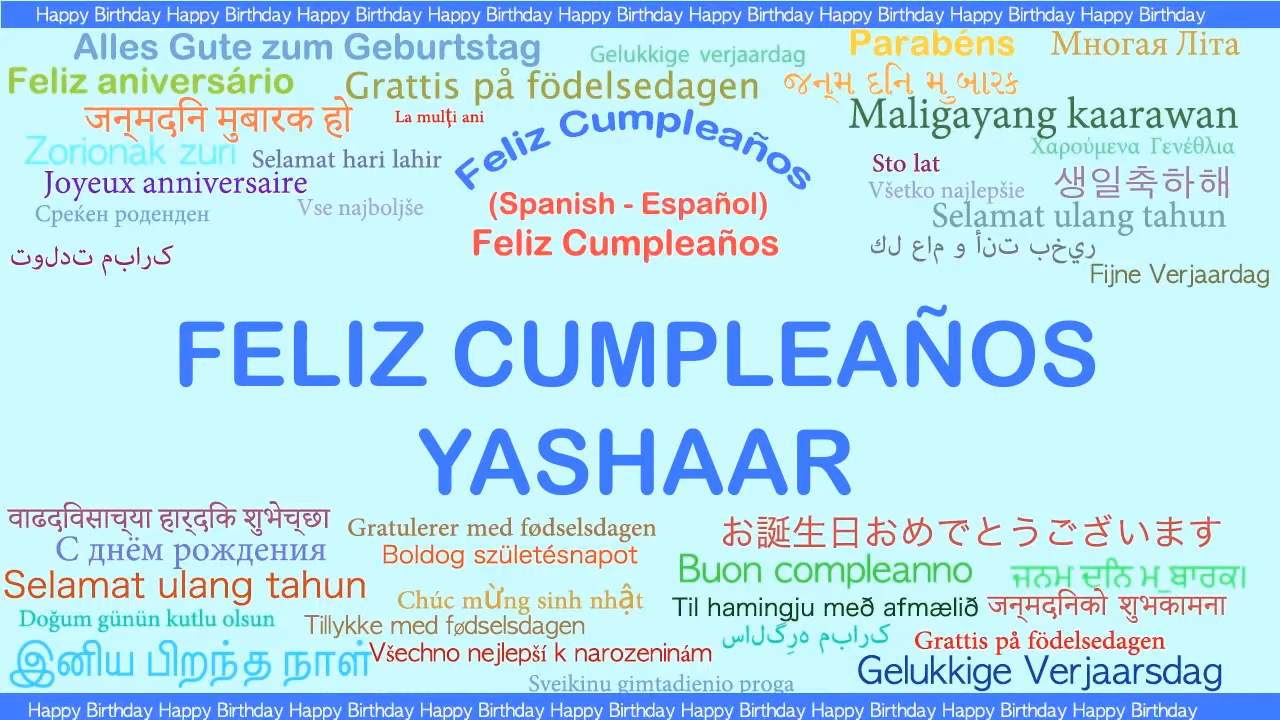 Happy Birthday Happy Birthday Happy Birthday Happy Birthday Happy Birthday Happy Birthday Happy Birthday Happy Birthday Happy Birthday
Alles Gute zum Geburtstag
Gelukkige verjaardag
Parabéns
Многая Літа
Feliz aniversário
Grattis på födelsedagen
જન્મ દિન મુબારક
जन्मदिन मुबारक हो
La mulţi ani
Feliz Cumpleaños
Maligayang kaarawan
Zorionak zuri
Selamat hari lahir
Sto lat
Χαρούμενα Γενέθλια
Joyeux anniversaire
Všetko najlepšie
생일축하해
(Spanish - Español)
Среќен роденден
Vse najboljše
Selamat ulang tahun
Feliz Cumpleaños
تولدت مبارک
كل عام و أنت بخير
Fijne Verjaardag
FELIZ CUMPLEAÑOS
YASHAAR
वाढदिवसाच्या हार्दिक शुभेच्छा
Gratulerer med fødselsdagen
お誕生日おめでとうございます
С днём рождения
Boldog születésnapot
Buon compleanno
ਜਨਮ ਦਿਨ ਮੁਬਾਰਕ।
Selamat ulang tahun
Chúc mừng sinh nhật
Til hamingju með afmælið
जन्मदिनको शुभकामना
Doğum günün kutlu olsun
Tillykke med fødselsdagen
سالگرہ مبارک
Grattis på födelsedagen
இனிய பிறந்த நாள்
Všechno nejlepší k narozeninám
Gelukkige Verjaarsdag
Sveikinu gimtadienio proga
Happy Birthday Happy Birthday Happy Birthday Happy Birthday Happy Birthday Happy Birthday Happy Birthday Happy Birthday Happy Birthday